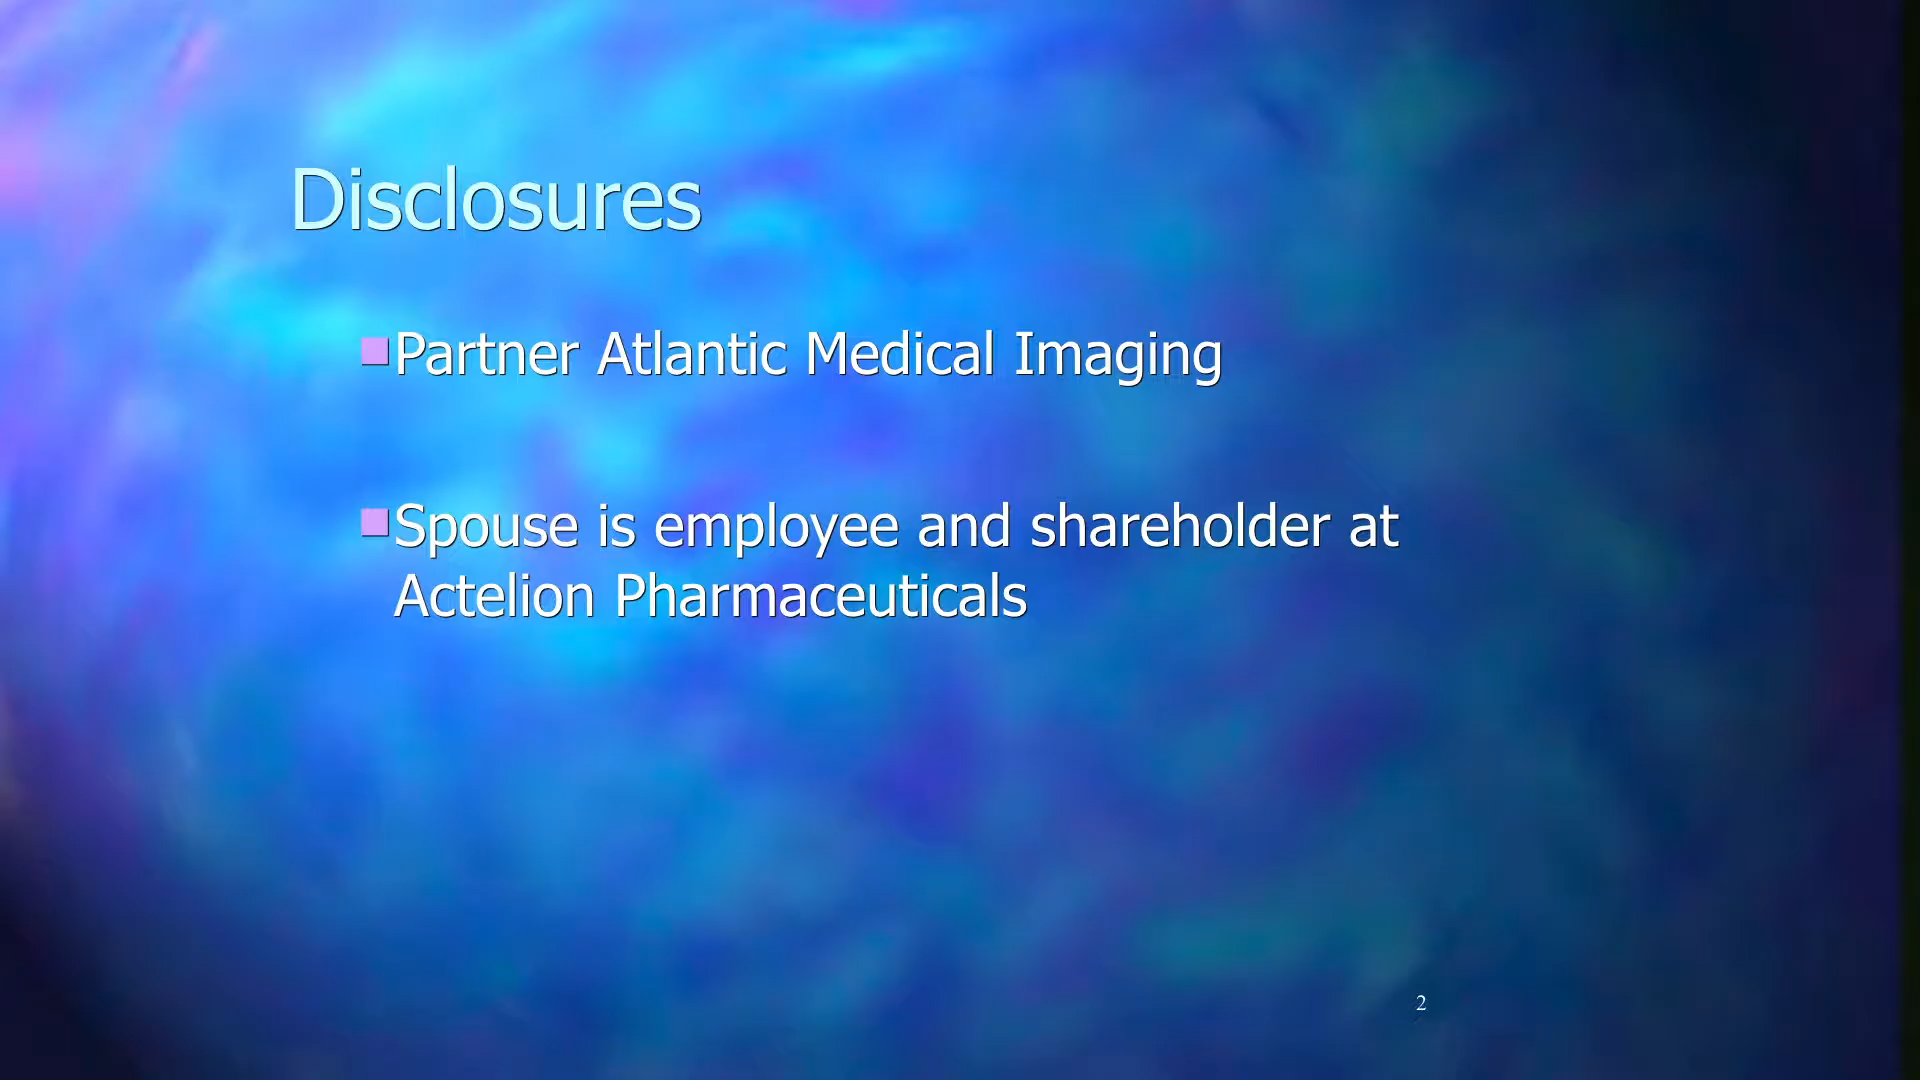 Disclosures
Partner Atlantic Medical Imaging
Spouse is employee and shareholder at
Actelion Pharmaceuticals
2